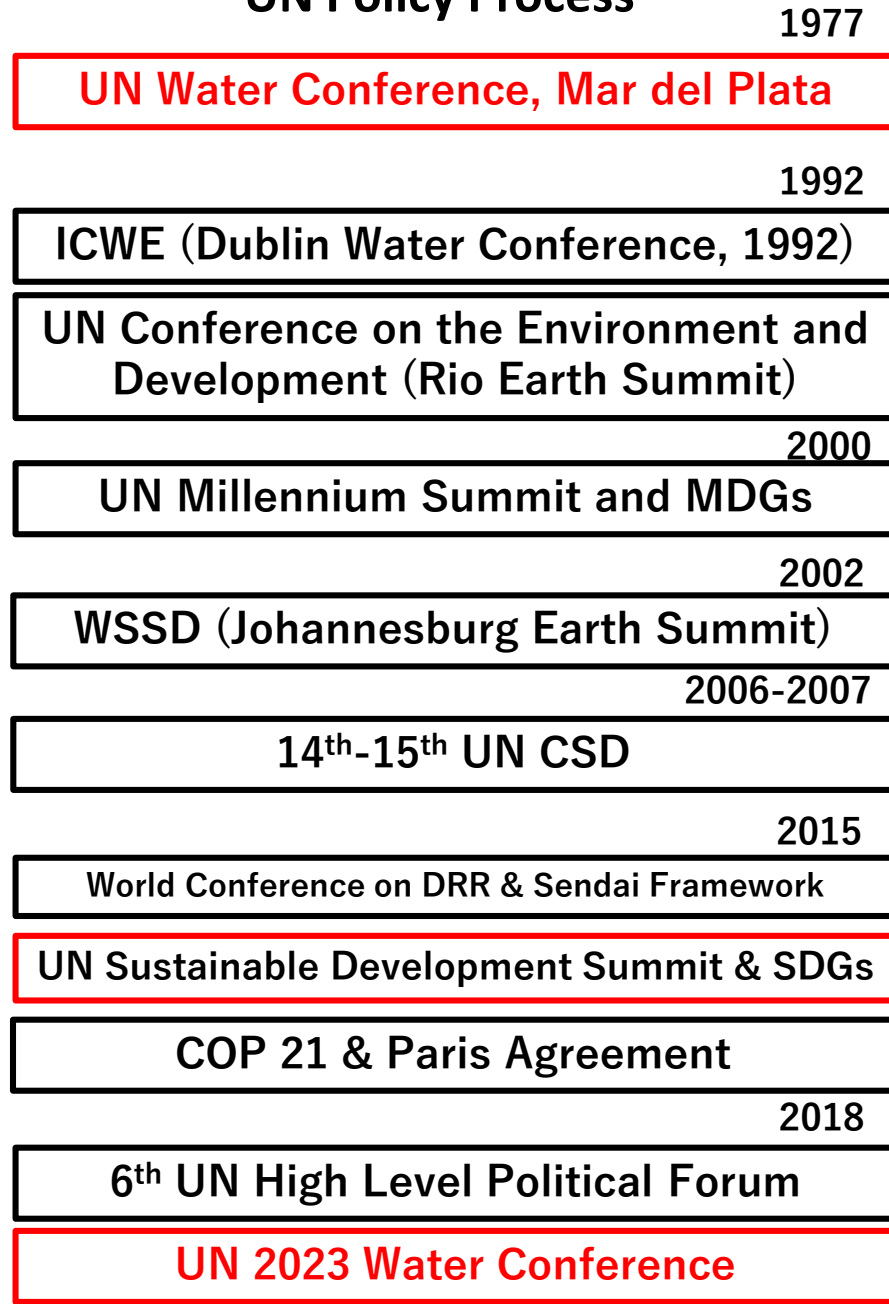 UN Policy Process
1977
UN Water Conference, Mar del Plata
1992
ICWE (Dublin Water Conference, 1992)
UN Conference on the Environment and
Development (Rio Earth Summit)
2000
UN Millennium Summit and MDGs
2002
WSSD (Johannesburg Earth Summit)
2006-2007
14th-15th UN CSD
2015
World Conference on DRR & Sendai Framework
UN Sustainable Development Summit & SDGs
COP 21 & Paris Agreement
2018
6th UN High Level Political Forum
UN 2023 Water Conference